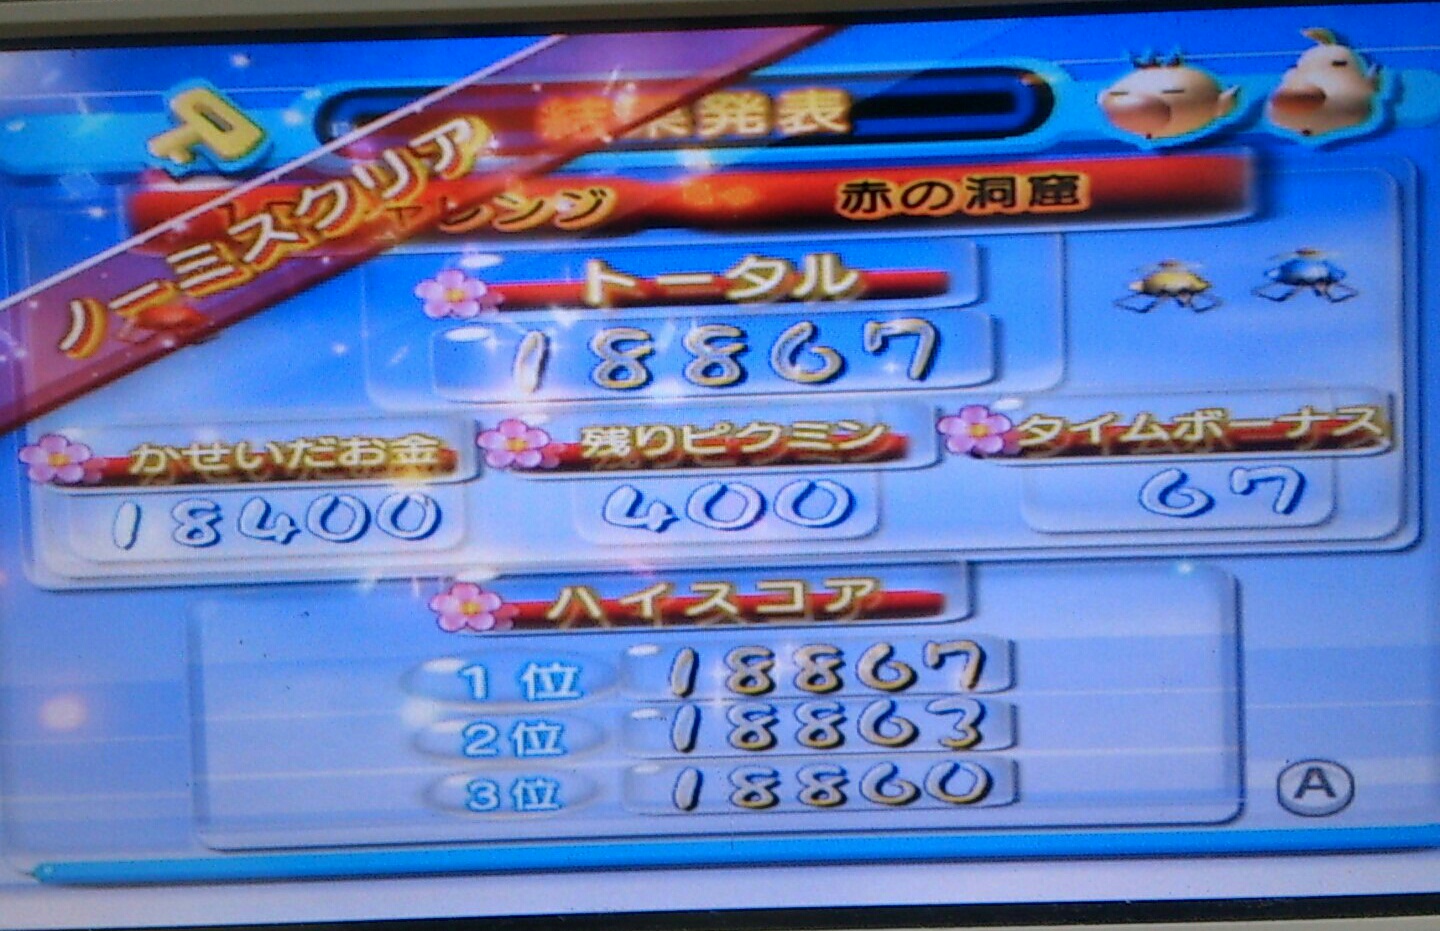 結果発表
ノーミスクリア
チャレンジ 赤の洞窟
トータル
18867
かせいだお金 残りピクミン タイムボーナス
18400 400 67
ハイスコア
1位 18867
2位 18863
3位 18860
A